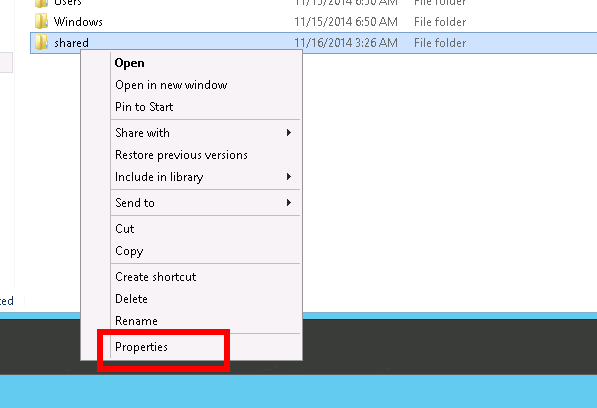 Users 11/15/2014 6:50 AM File folder
Windows 11/15/2014 6:50 AM File folder
shared 11/16/2014 3:26 AM File folder
Open
Open in new window
Pin to Start
Share with
Restore previous versions
Include in library
Send to
Cut
Copy
Create shortcut
Delete
Rename
Properties